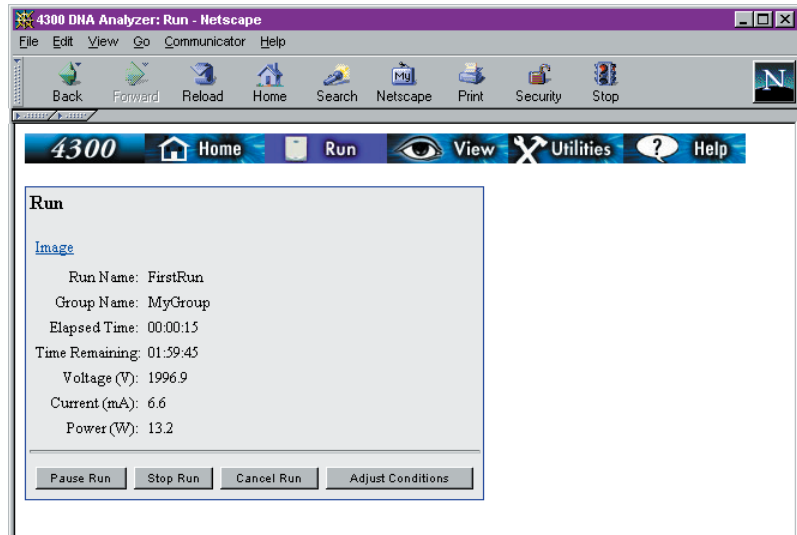 4300 DNA Analyzer: Run - Netscape
File Edit View Go Communicator Help
Back Forward Reload Home Search Netscape Print Security Stop
My
N
4300 Home Run View Utilities ? Help
Run
Image
Run Name: FirstRun
Group Name: MyGroup
Elapsed Time: 00:00:15
Time Remaining: 01:59:45
Voltage (V): 1996.9
Current (mA): 6.6
Power (W): 13.2
Pause Run Stop Run Cancel Run Adjust Conditions